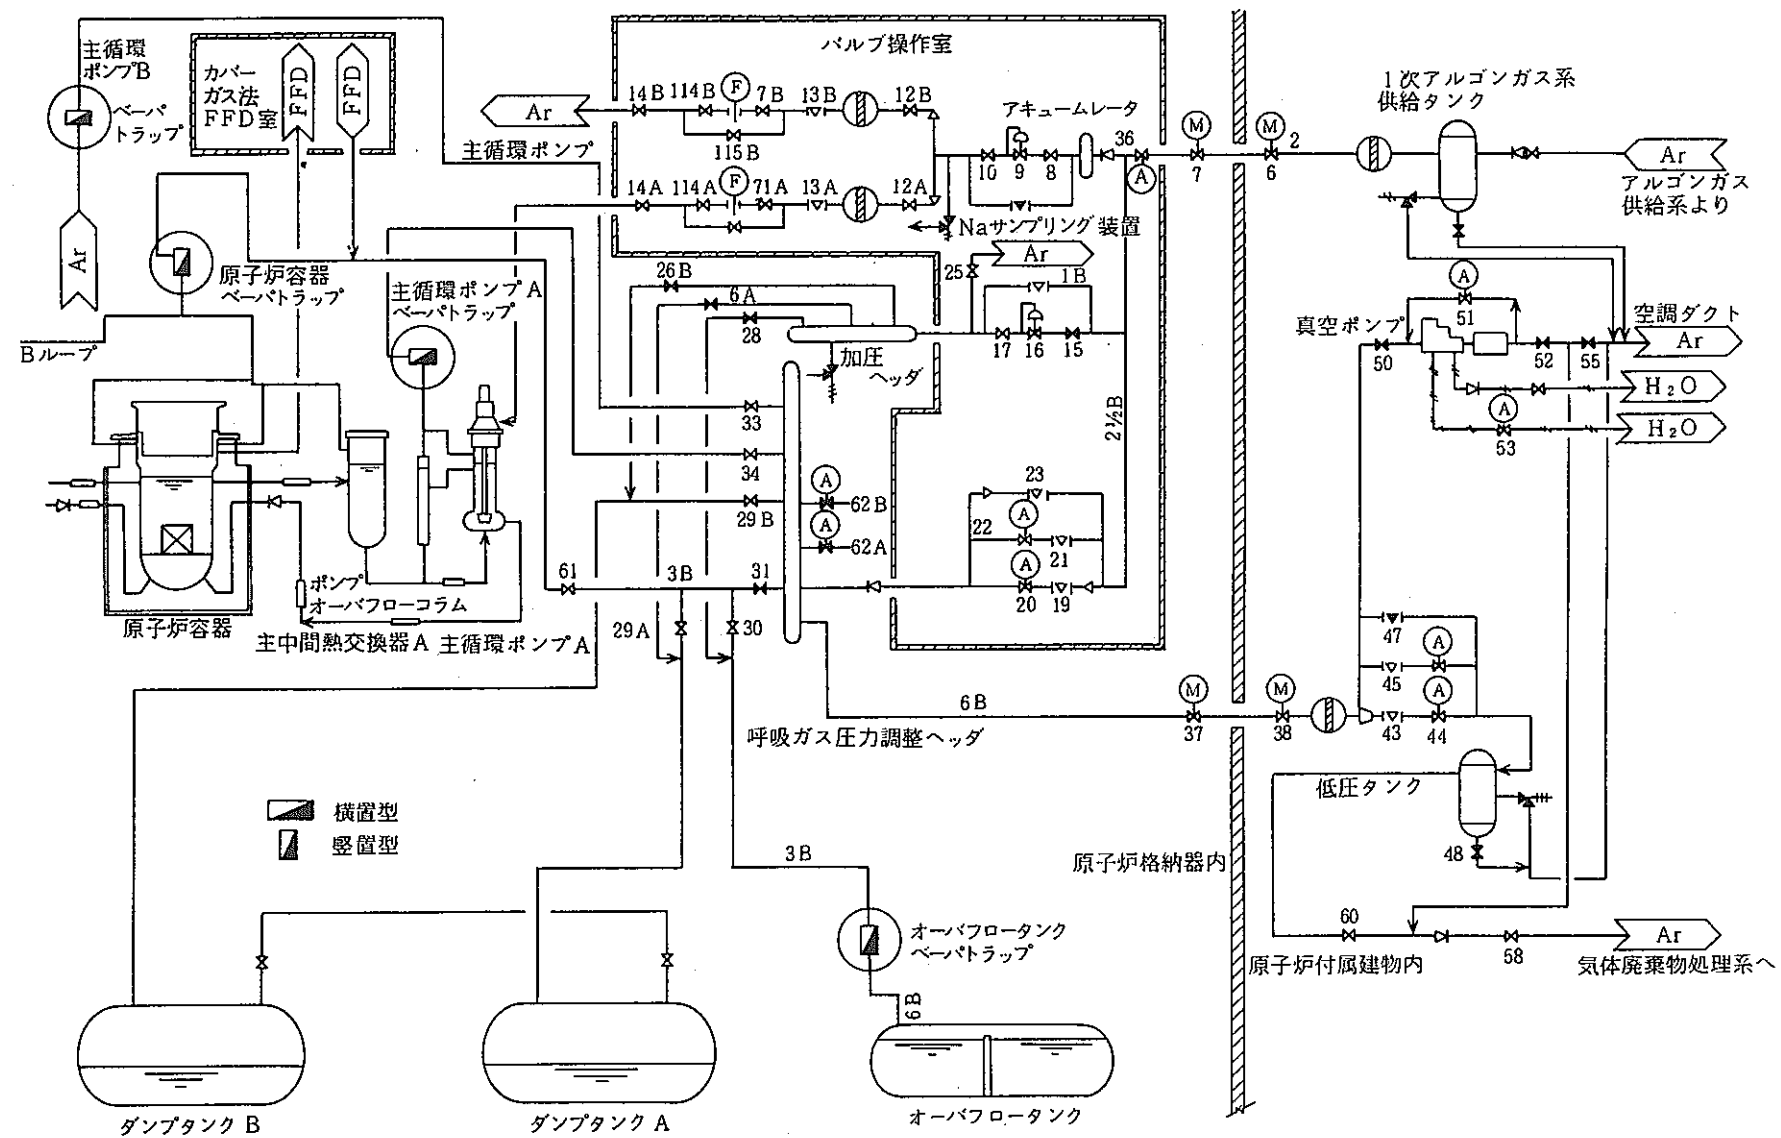 主循環
ポンプB
ベーパ
トラップ
Ar
カバー
ガス法
FFD室
FFD
FFD
原子炉容器
ベーパトラップ
Bループ
バルブ操作室
Ar
14B
114B
F
7B
13B
12B
115B
主循環ポンプ
14A
114A
F
71A
13A
12A
アキュームレータ
36
10
9
8
A
M
7
M
6
2
1次アルゴンガス系
供給タンク
Ar
アルゴンガス
供給系より
Naサンプリング装置
Ar
25
1B
26B
6A
28
17
16
15
加圧
ヘッダ
主循環ポンプA
ベーパトラップ
33
34
29B
A
62B
A
62A
2½B
23
A
22
21
A
20
19
61
3B
31
29A
30
A
51
真空ポンプ
50
52
55
空調ダクト
Ar
H₂O
A
53
H₂O
ポンプ
オーバフローコラム
原子炉容器
主中間熱交換器A
主循環ポンプA
47
A
45
A
43
44
6B
M
37
M
38
呼吸ガス圧力調整ヘッダ
低圧タンク
48
横置型
竪置型
3B
原子炉格納器内
オーバフロータンク
ベーパトラップ
6B
60
58
Ar
原子炉付属建物内
気体廃棄物処理系へ
ダンプタンクB
ダンプタンクA
オーバフロータンク